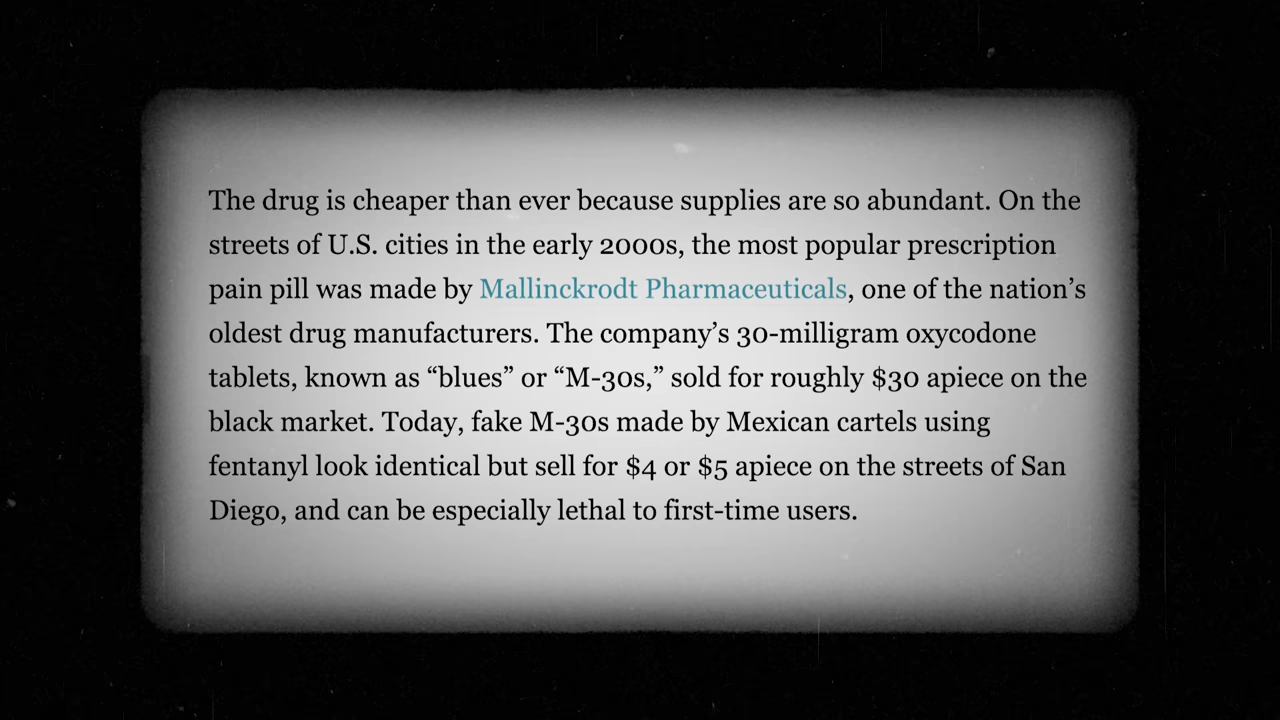 The drug is cheaper than ever because supplies are so abundant. On the
streets of U.S. cities in the early 2000s, the most popular prescription
pain pill was made by Mallinckrodt Pharmaceuticals, one of the nation’s
oldest drug manufacturers. The company’s 30-milligram oxycodone
tablets, known as “blues” or “M-30s,” sold for roughly $30 apiece on the
black market. Today, fake M-30s made by Mexican cartels using
fentanyl look identical but sell for $4 or $5 apiece on the streets of San
Diego, and can be especially lethal to first-time users.